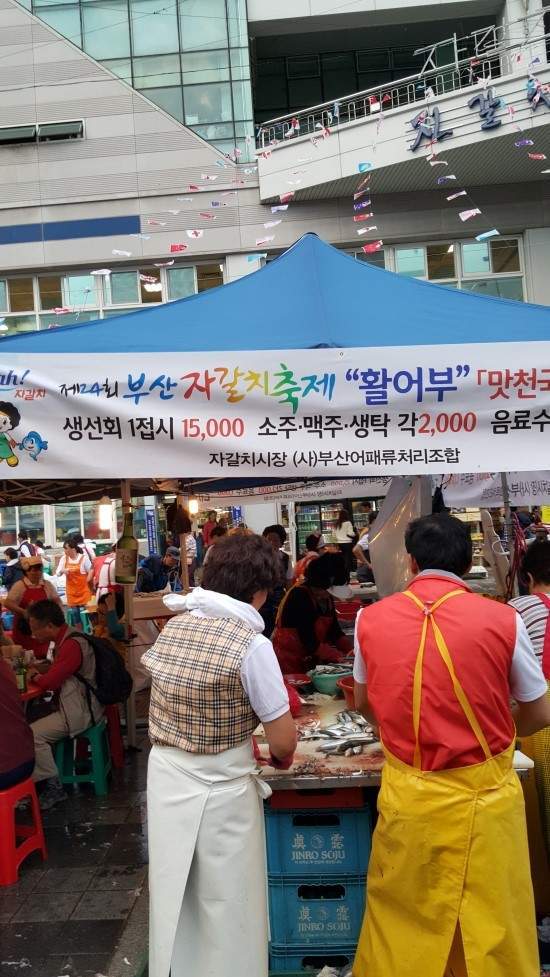 자갈치
ah!
자갈치
제24회 부산 자갈치축제 "활어부" 「맛천국
생선회 1접시 15,000 소주·맥주·생탁 각2,000 음료수
자갈치시장 (사)부산어패류처리조합
JINRO SOJU
JINRO SOJU